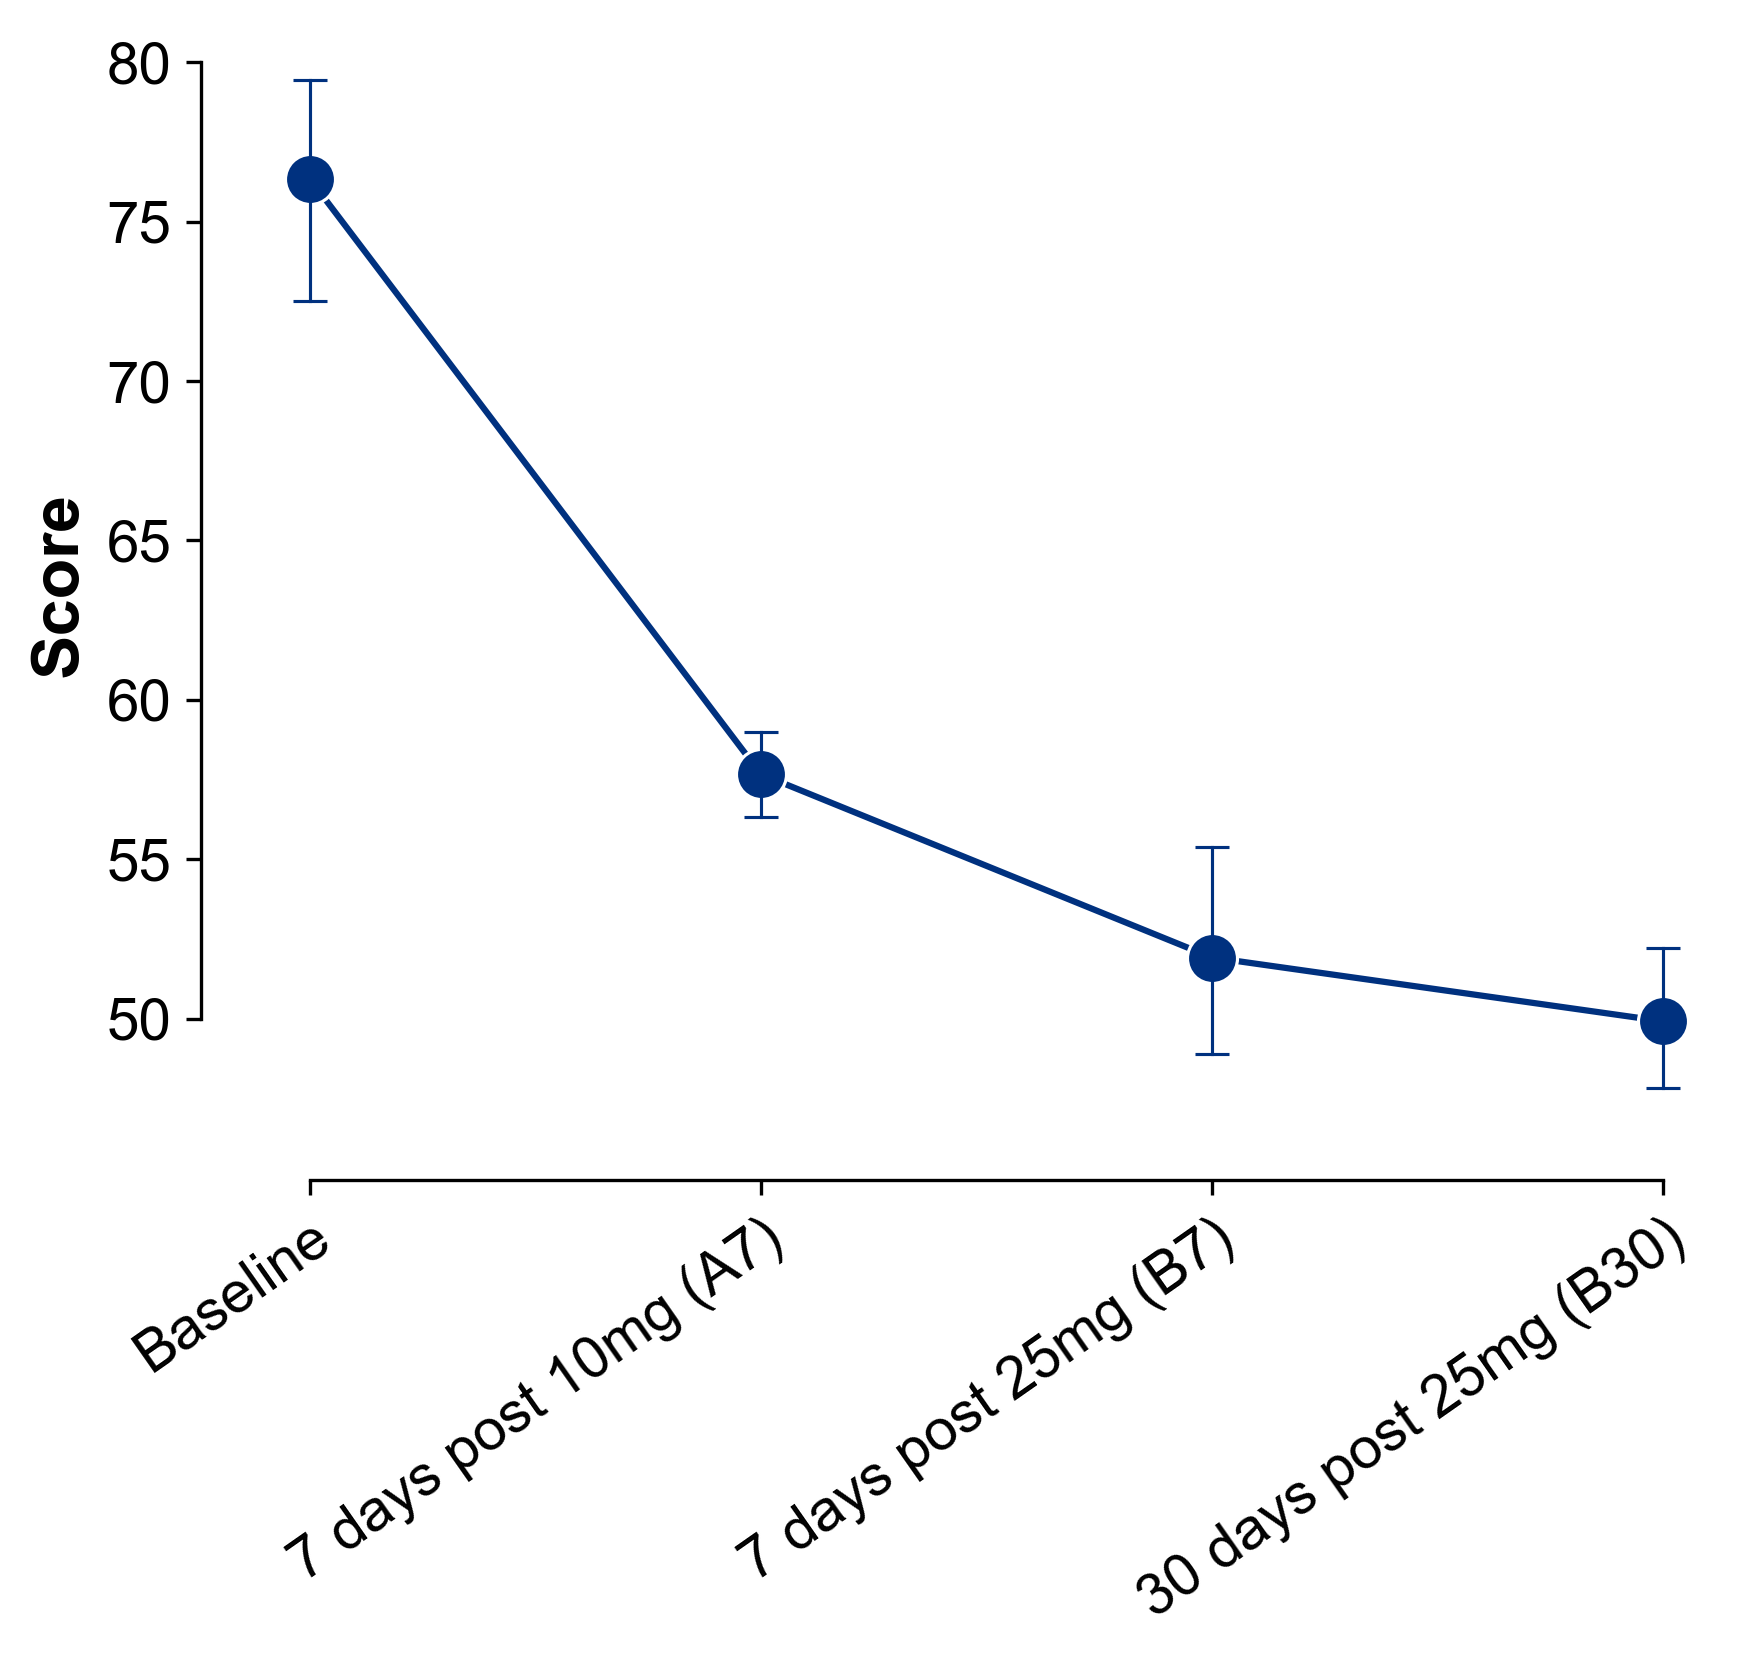 80
75
70
65
60
55
50
Score
Baseline
7 days post 10mg (A7)
7 days post 25mg (B7)
30 days post 25mg (B30)